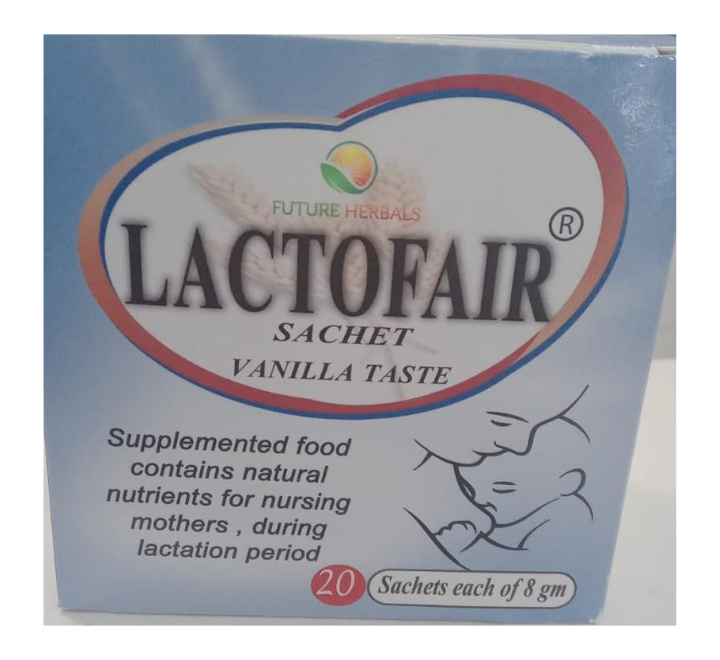 FUTURE HERBALS
LACTOFAIR ®
SACHET
VANILLA TASTE
Supplemented food
contains natural
nutrients for nursing
mothers , during
lactation period
20 Sachets each of 8 gm